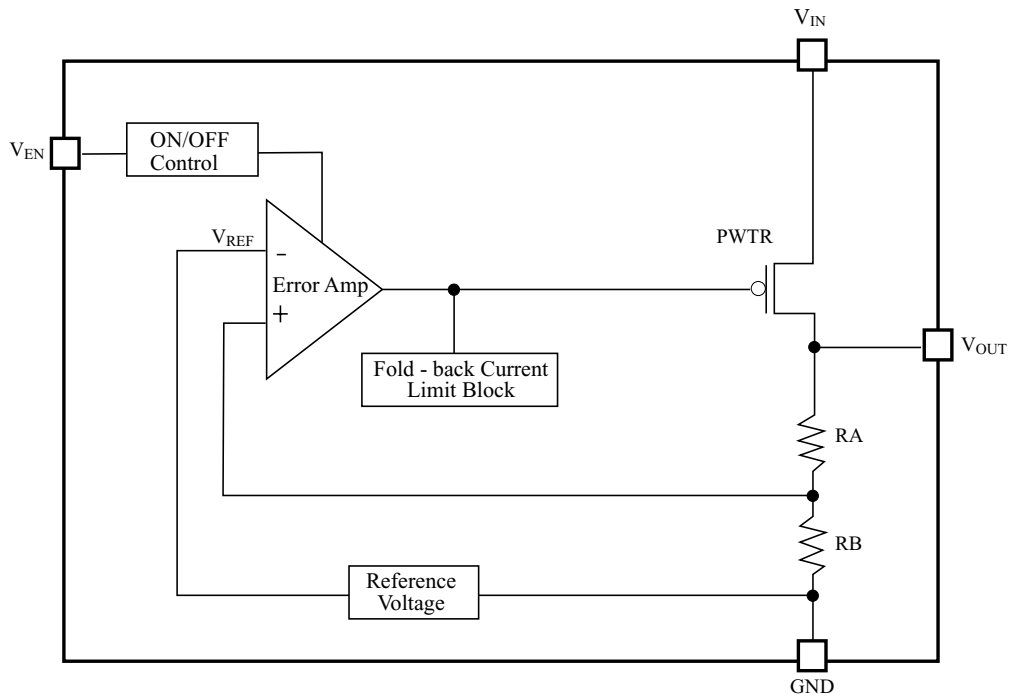 VIN
ON/OFF
Control
VEN
VREF
PWTR
-
Error Amp
+
VOUT
Fold - back Current
Limit Block
RA
RB
Reference
Voltage
GND